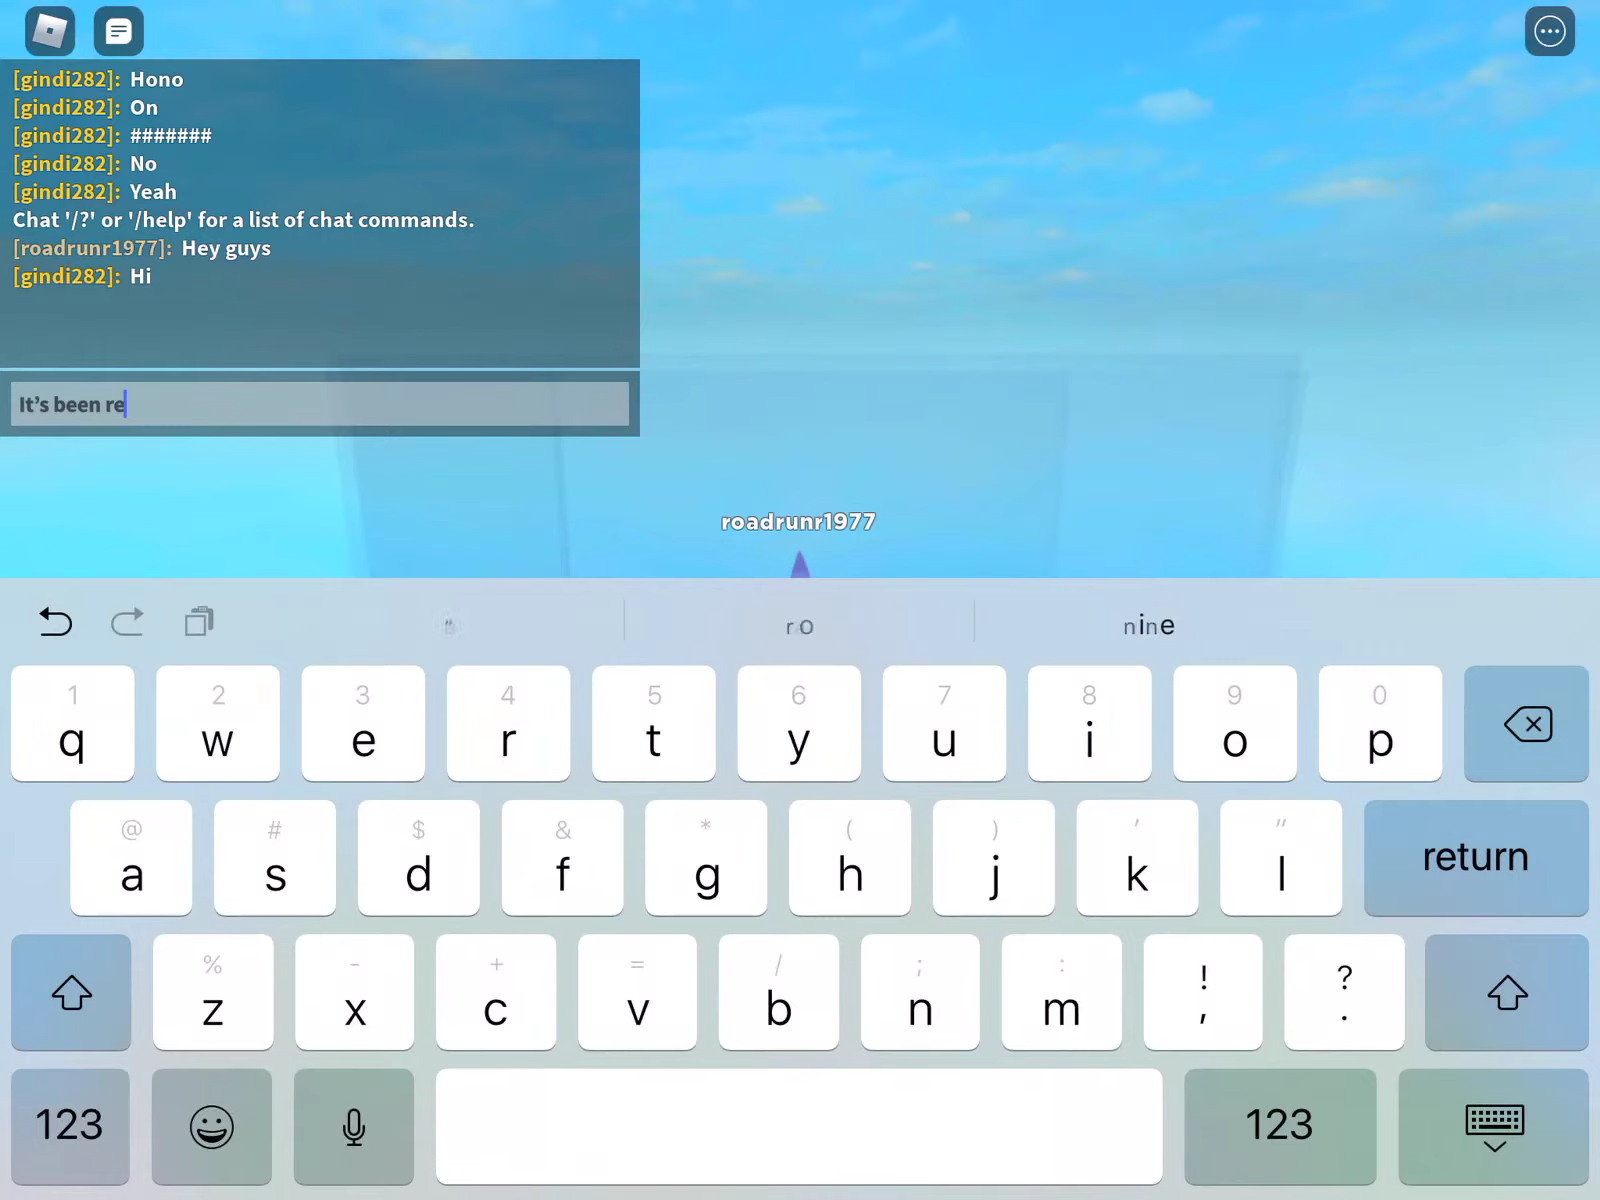 [gindi282]: Hono
[gindi282]: On
[gindi282]: #######
[gindi282]: No
[gindi282]: Yeah
Chat '/?' or '/help' for a list of chat commands.
[roadrunr1977]: Hey guys
[gindi282]: Hi
It's been re
roadrunr1977
nine
1 2 3 4 5 6 7 8 9 0
q w e r t y u i o p
@ # $ & * ( ) ' "
a s d f g h j k l return
% - + = / ; : ! ?
z x c v b n m , .
123 123